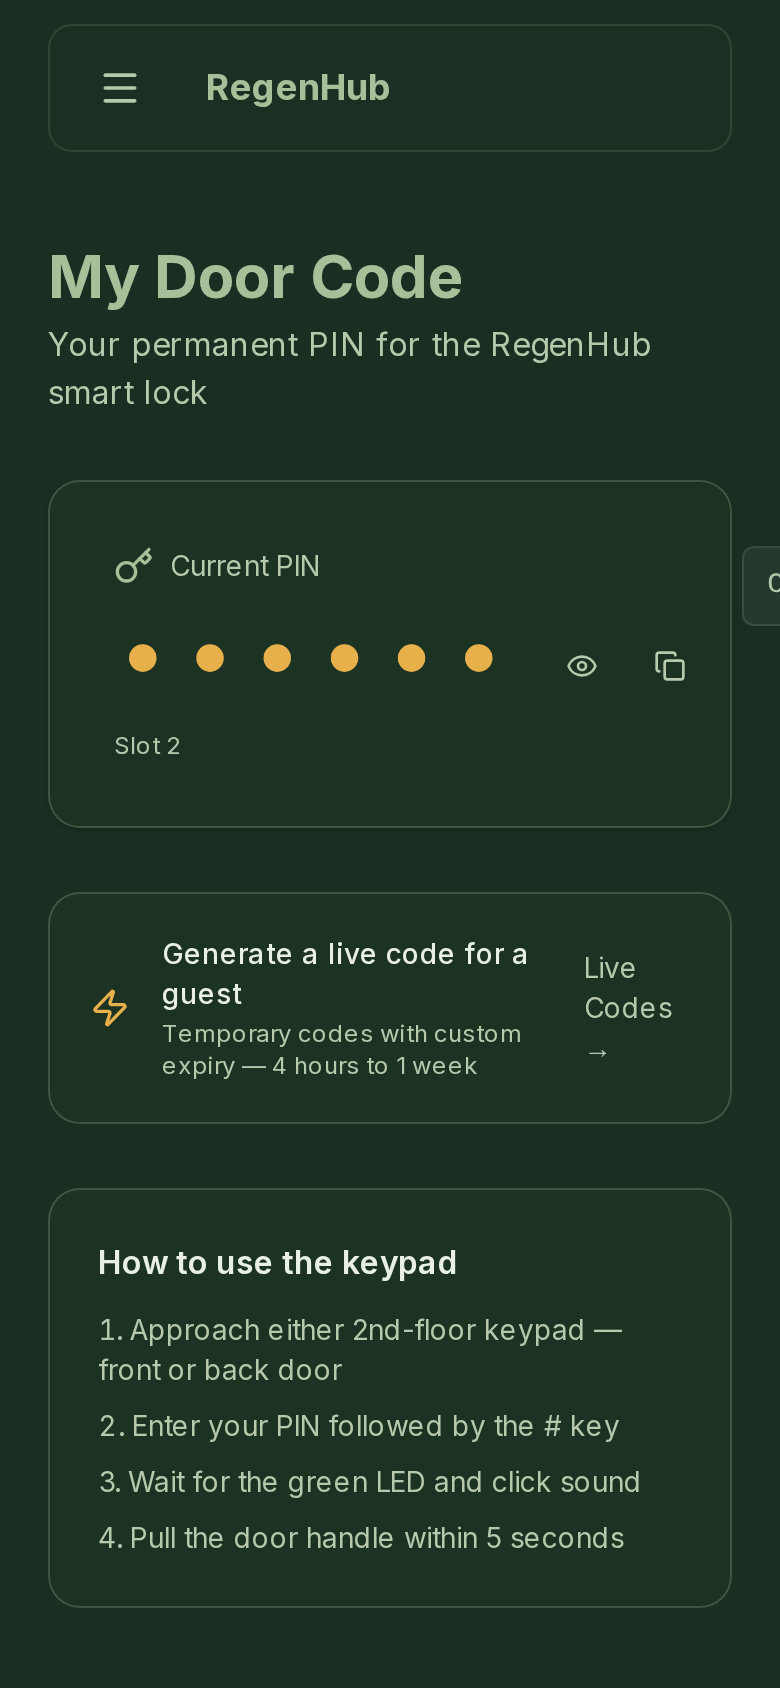 RegenHub
My Door Code
Your permanent PIN for the RegenHub
smart lock
Current PIN
Slot 2
Generate a live code for a
guest
Temporary codes with custom
expiry — 4 hours to 1 week
Live
Codes
→
How to use the keypad
1. Approach either 2nd-floor keypad —
front or back door
2. Enter your PIN followed by the # key
3. Wait for the green LED and click sound
4. Pull the door handle within 5 seconds